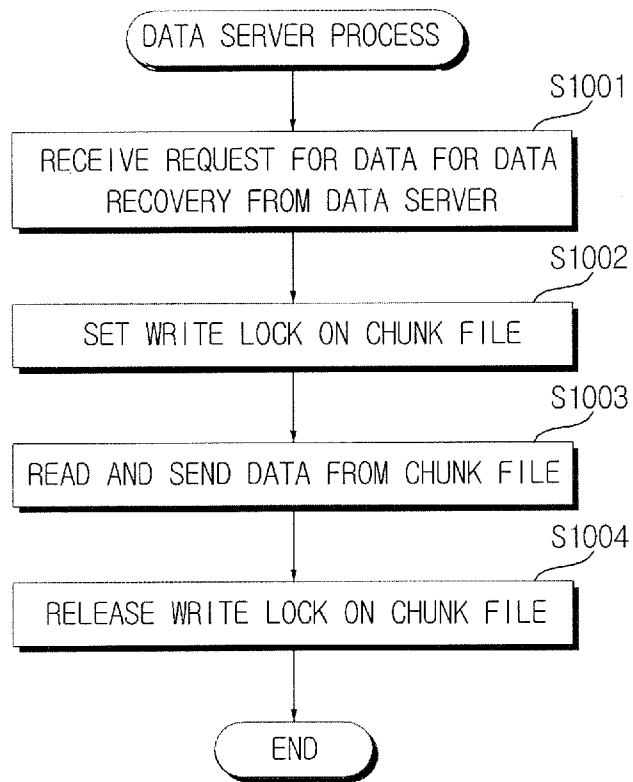 DATA SERVER PROCESS
S1001
RECEIVE REQUEST FOR DATA FOR DATA
RECOVERY FROM DATA SERVER
S1002
SET WRITE LOCK ON CHUNK FILE
S1003
READ AND SEND DATA FROM CHUNK FILE
S1004
RELEASE WRITE LOCK ON CHUNK FILE
END